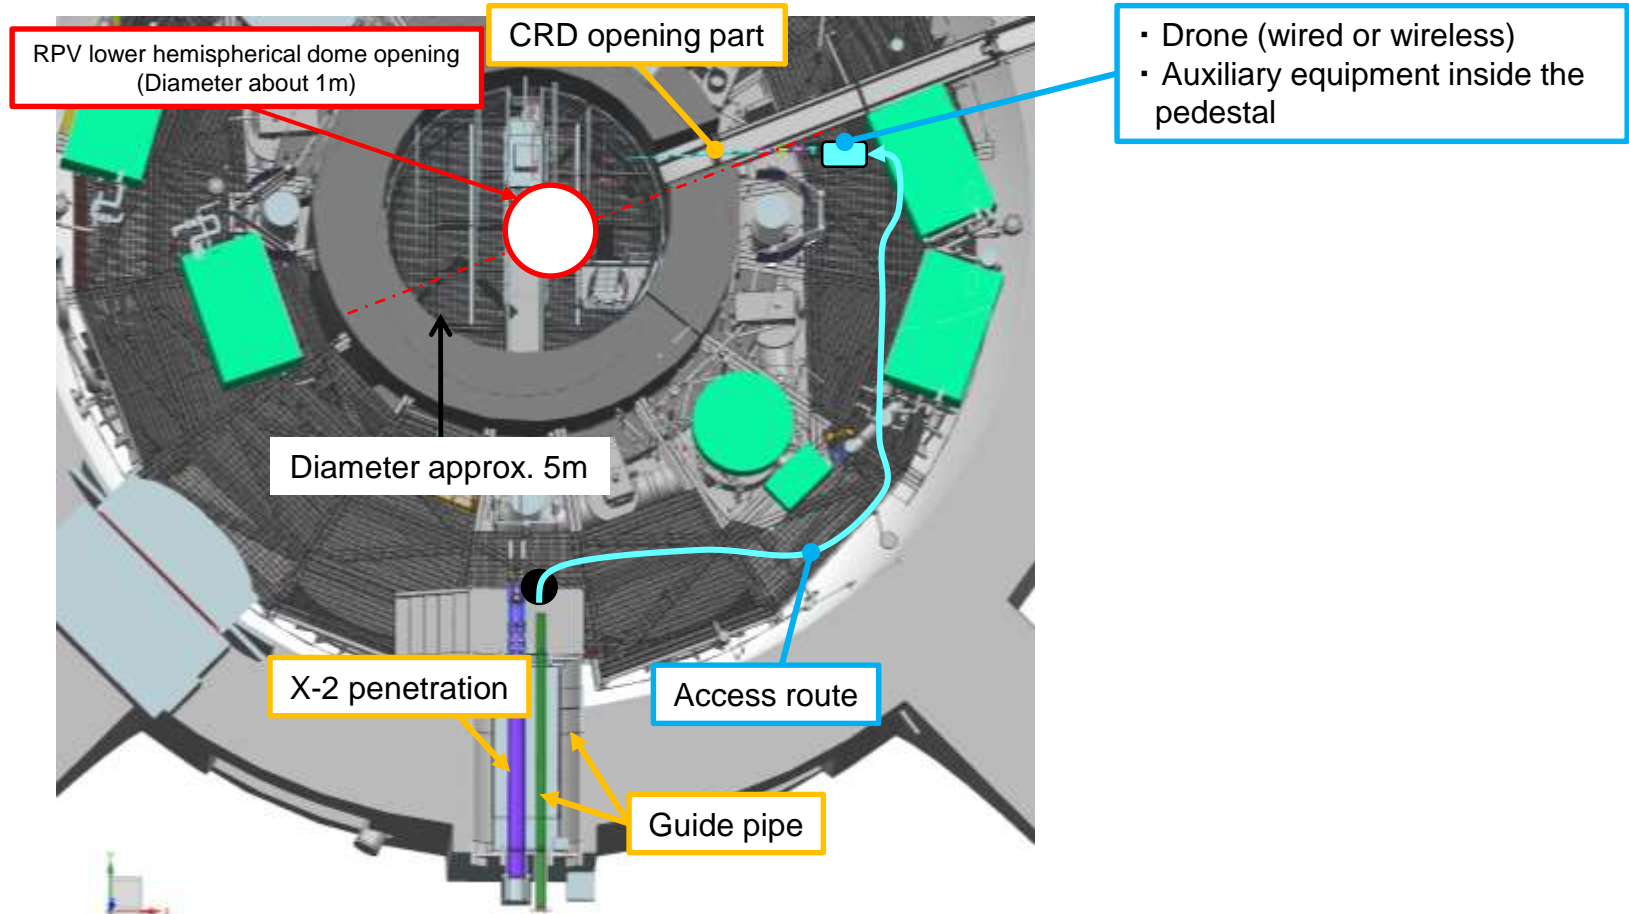 RPV lower hemispherical dome opening
(Diameter about 1m)
CRD opening part
・Drone (wired or wireless)
・Auxiliary equipment inside the
pedestal
Diameter approx. 5m
X-2 penetration
Access route
Guide pipe